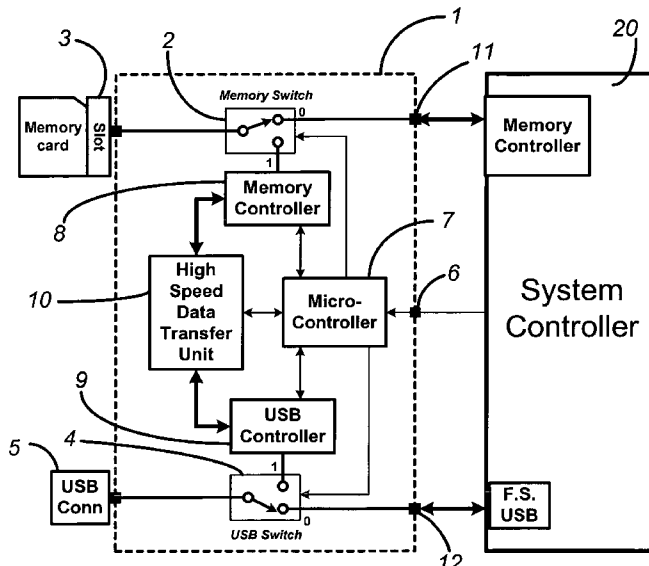 1
3
2
11
20
Memory Switch
0
1
Memory
card
Slot
Memory
Controller
Memory
Controller
8
7
6
10
High
Speed
Data
Transfer
Unit
Micro-
Controller
System
Controller
9
4
5
USB
Controller
1
0
USB
Conn
USB Switch
F.S.
USB
12